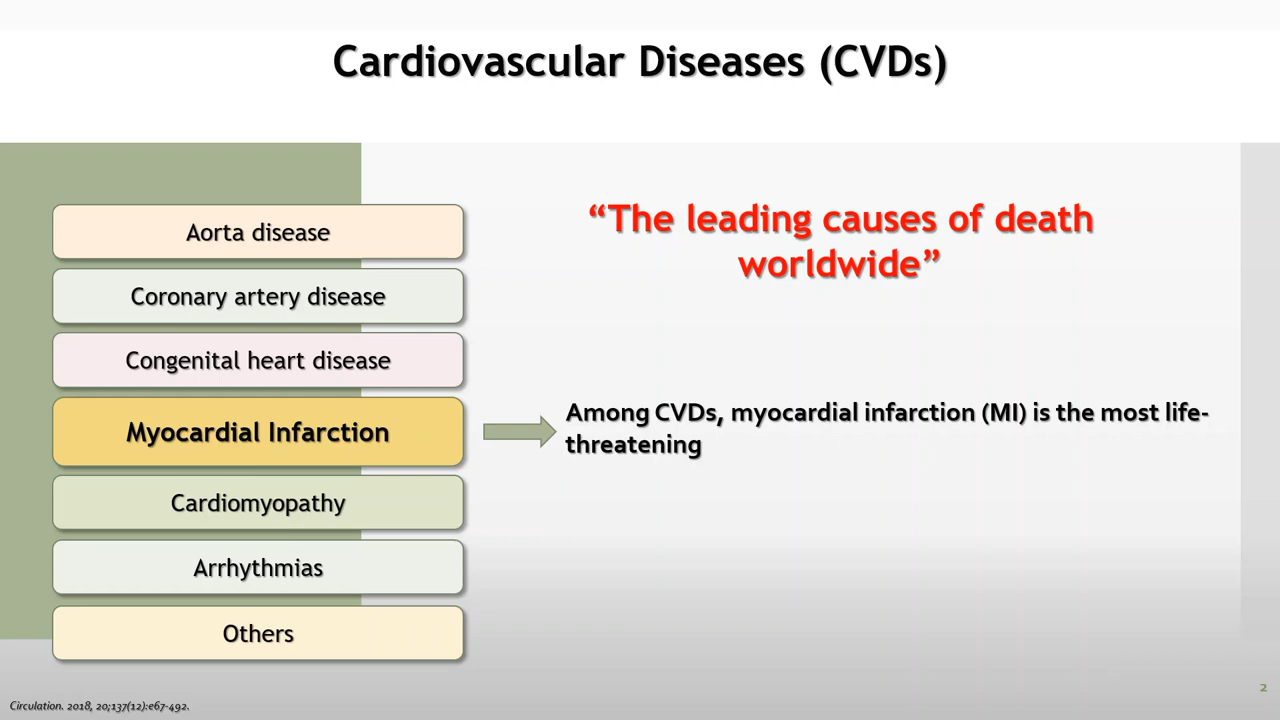 Cardiovascular Diseases (CVDs)
Aorta disease
Coronary artery disease
Congenital heart disease
Myocardial Infarction
Cardiomyopathy
Arrhythmias
Others
“The leading causes of death
worldwide”
Among CVDs, myocardial infarction (MI) is the most life-
threatening
Circulation. 2018, 20;137(12):e67-492.
2